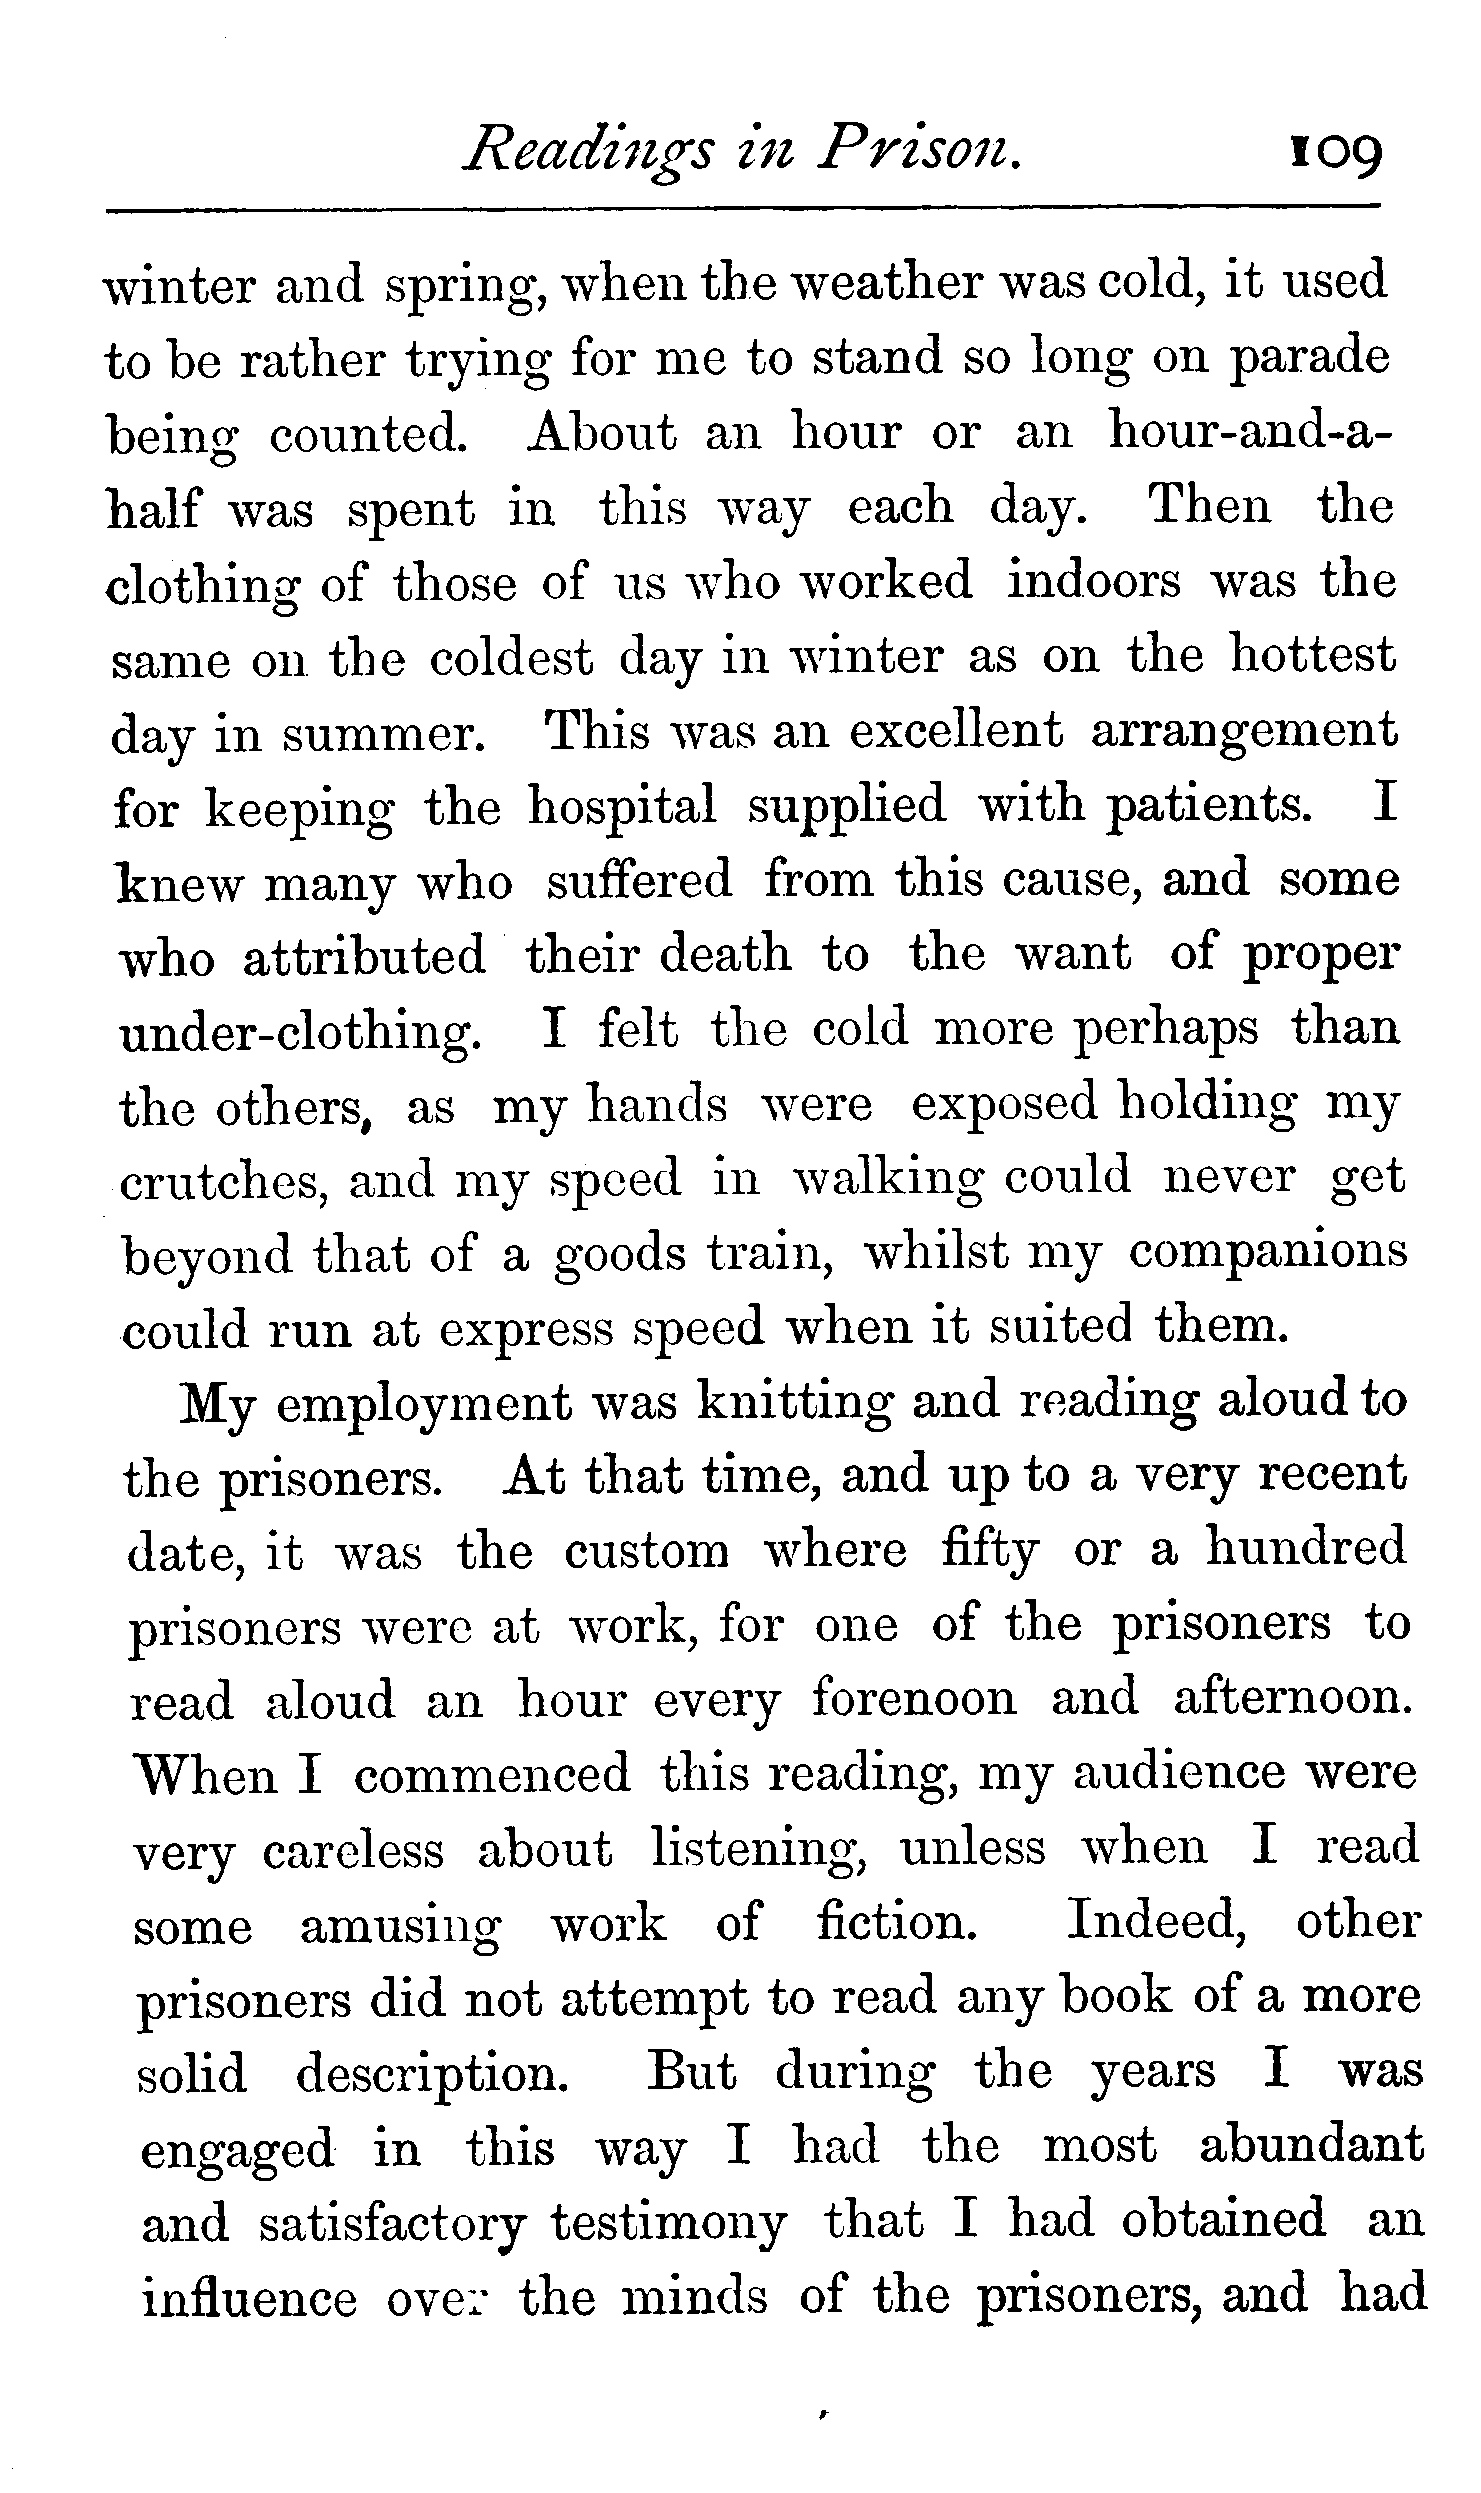 Readings in Prison. 109
winter and spring, when the weather was cold, it used
to be rather trying for me to stand so long on parade
being counted. About an hour or an hour-and-a-
half was spent in this way each day. Then the
clothing of those of us who worked indoors was the
same on the coldest day in winter as on the hottest
day in summer. This was an excellent arrangement
for keeping the hospital supplied with patients. I
knew many who suffered from this cause, and some
who attributed their death to the want of proper
under-clothing. I felt the cold more perhaps than
the others, as my hands were exposed holding my
crutches, and my speed in walking could never get
beyond that of a goods train, whilst my companions
could run at express speed when it suited them.
My employment was knitting and reading aloud to
the prisoners. At that time, and up to a very recent
date, it was the custom where fifty or a hundred
prisoners were at work, for one of the prisoners to
read aloud an hour every forenoon and afternoon.
When I commenced this reading, my audience were
very careless about listening, unless when I read
some amusing work of fiction. Indeed, other
prisoners did not attempt to read any book of a more
solid description. But during the years I was
engaged in this way I had the most abundant
and satisfactory testimony that I had obtained an
influence over the minds of the prisoners, and had